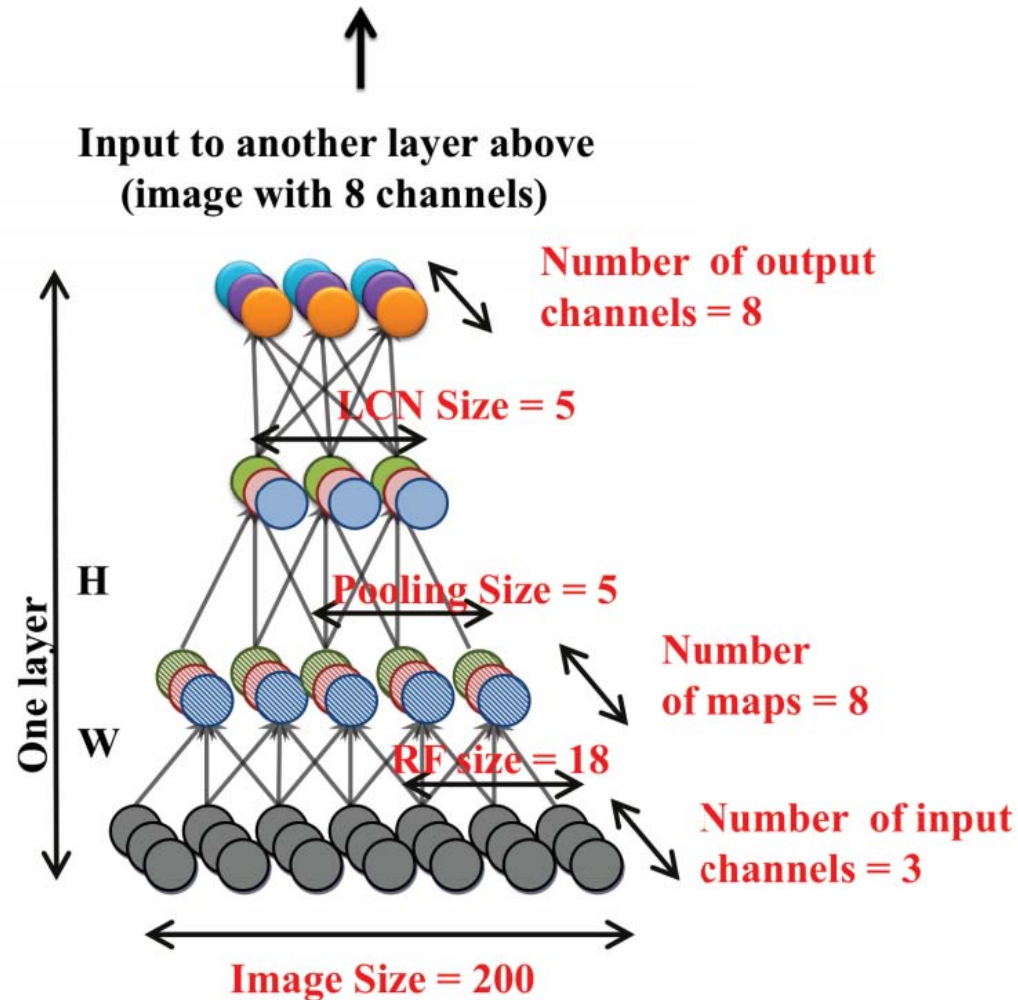 Input to another layer above
(image with 8 channels)
Number of output
channels = 8
LCN Size = 5
H
Pooling Size = 5
Number
of maps = 8
One layer
W
RF size = 18
Number of input
channels = 3
Image Size = 200